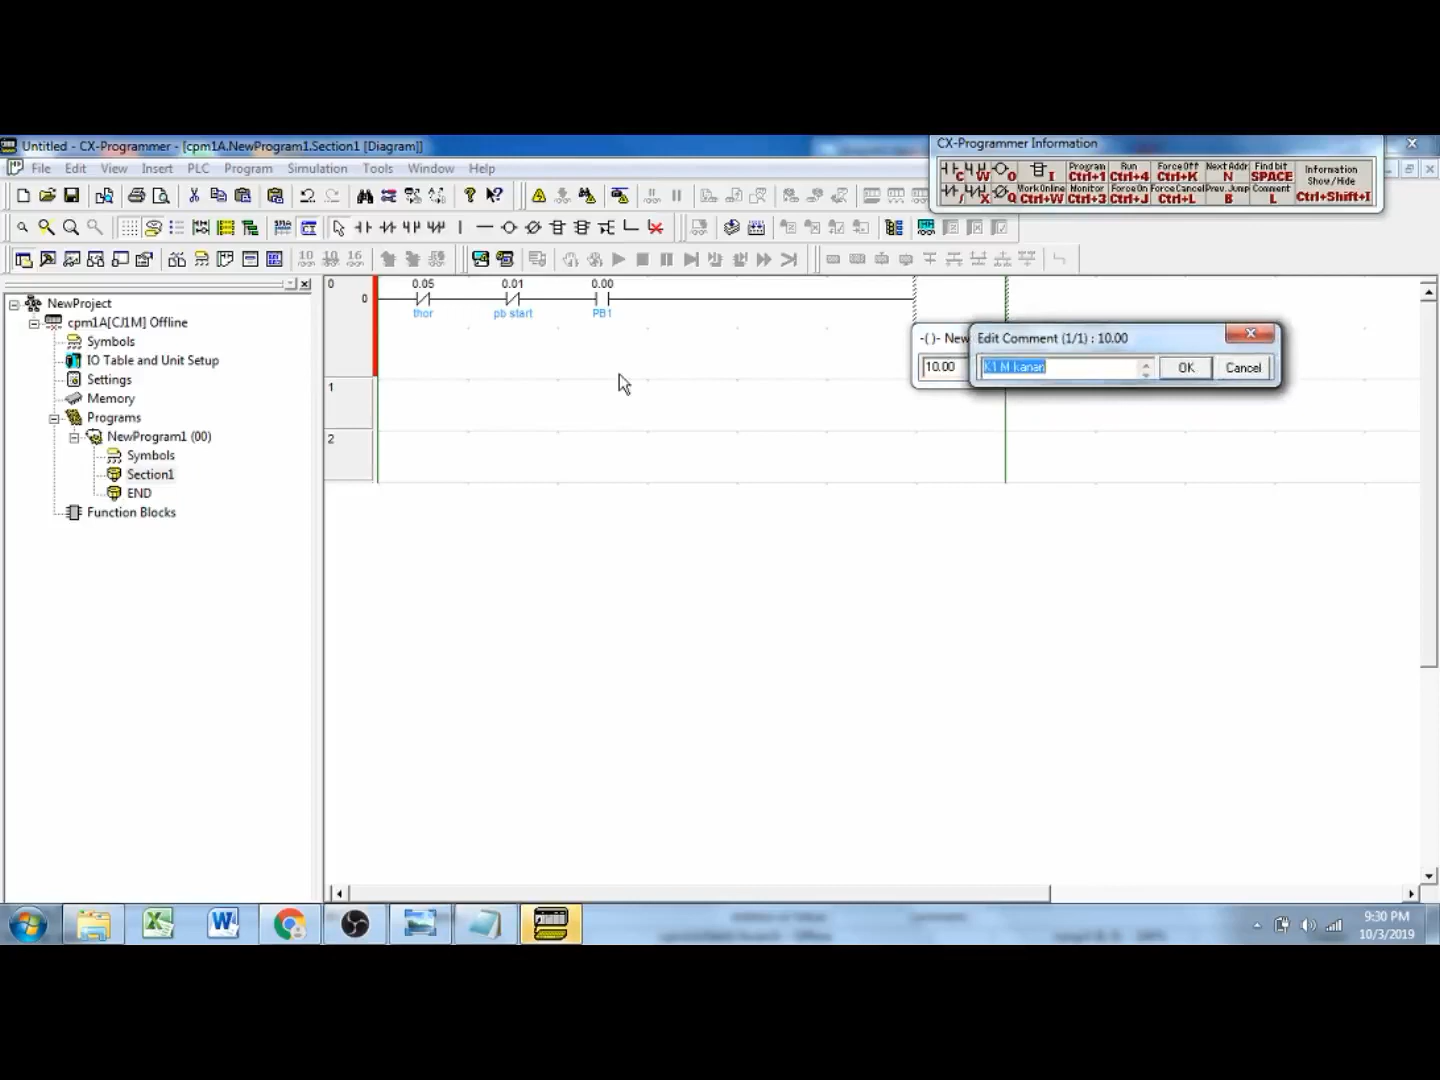 Untitled - CX-Programmer - [cpm1A.NewProgram1.Section1 [Diagram]]
CX-Programmer Information
File Edit View Insert PLC Program Simulation Tools Window Help
C W O I Program Ctrl+1 Run Ctrl+4 Force Off Ctrl+K Next Addr N Find bit SPACE Information Show/Hide Ctrl+Shift+I
/ X Q Work Online Ctrl+W Monitor Ctrl+3 Force On Ctrl+J Force Cancel Ctrl+L Prev. Jump B Comment L
10 10 16
NewProject
cpm1A[CJ1M] Offline
Symbols
IO Table and Unit Setup
Settings
Memory
Programs
NewProgram1 (00)
Symbols
Section1
END
Function Blocks
0 0.05 0.01 0.00
0
thor pb start PB1
-( )- New Edit Comment (1/1) : 10.00
10.00 K1 M kanan OK Cancel
1
2
9:30 PM
10/3/2019